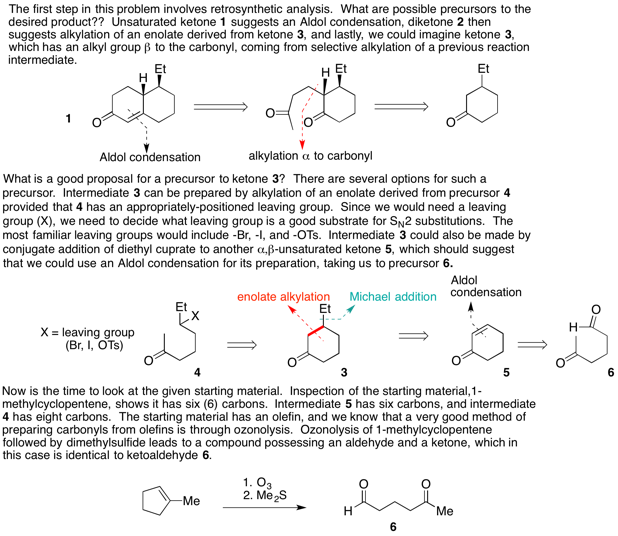 The first step in this problem involves retrosynthetic analysis. What are possible precursors to the
desired product?? Unsaturated ketone 1 suggests an Aldol condensation, diketone 2 then
suggests alkylation of an enolate derived from ketone 3, and lastly, we could imagine ketone 3,
which has an alkyl group β to the carbonyl, coming from selective alkylation of a previous reaction
intermediate.
Et
H
Et
H
Et
O
O
O
O
1
Aldol condensation
alkylation α to carbonyl
What is a good proposal for a precursor to ketone 3? There are several options for such a
precursor. Intermediate 3 can be prepared by alkylation of an enolate derived from precursor 4
provided that 4 has an appropriately-positioned leaving group. Since we would need a leaving
group (X), we need to decide what leaving group is a good substrate for SN2 substitutions. The
most familiar leaving groups would include -Br, -I, and -OTs. Intermediate 3 could also be made by
conjugate addition of diethyl cuprate to another α,β-unsaturated ketone 5, which should suggest
that we could use an Aldol condensation for its preparation, taking us to precursor 6.
Aldol
condensation
enolate alkylation
Michael addition
Et
X
Et
O
H
X = leaving group
(Br, I, OTs)
O
O
O
O
4
3
5
6
Now is the time to look at the given starting material. Inspection of the starting material,1-
methylcyclopentene, shows it has six (6) carbons. Intermediate 5 has six carbons, and intermediate
4 has eight carbons. The starting material has an olefin, and we know that a very good method of
preparing carbonyls from olefins is through ozonolysis. Ozonolysis of 1-methylcyclopentene
followed by dimethylsulfide leads to a compound possessing an aldehyde and a ketone, which in
this case is identical to ketoaldehyde 6.
Me
1. O3
2. Me2S
O
O
H
Me
6